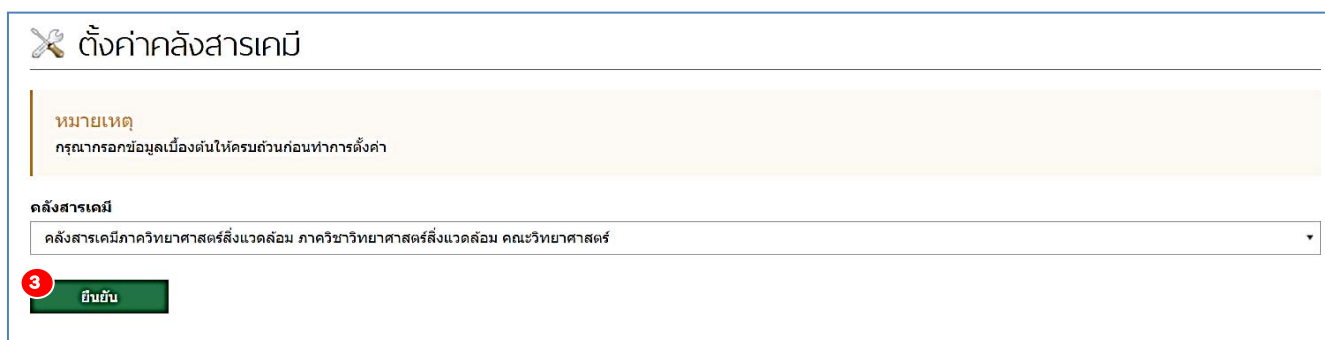 ตั้งค่าคลังสารเคมี
หมายเหตุ
กรุณากรอกข้อมูลเบื้องต้นให้ครบถ้วนก่อนทำการตั้งค่า
คลังสารเคมี
คลังสารเคมีภาควิทยาศาสตร์สิ่งแวดล้อม ภาควิชาวิทยาศาสตร์สิ่งแวดล้อม คณะวิทยาศาสตร์
3
ยืนยัน